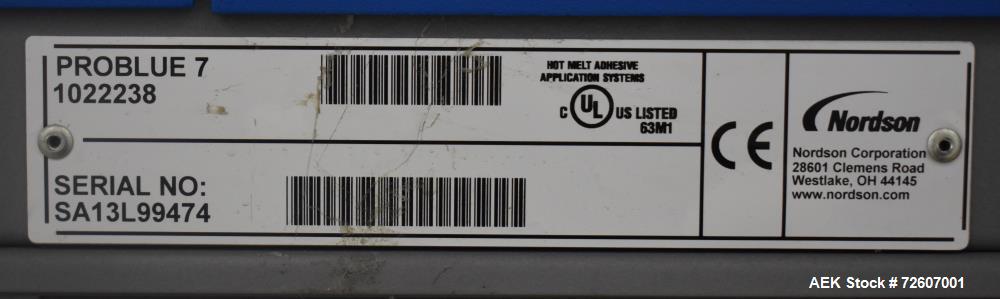 PROBLUE 7
1022238
HOT MELT ADHESIVE
APPLICATION SYSTEMS
C UL US LISTED
63M1
SERIAL NO:
SA13L99474
CE
Nordson
Nordson Corporation
28601 Clemens Road
Westlake, OH 44145
www.nordson.com
AEK Stock # 72607001